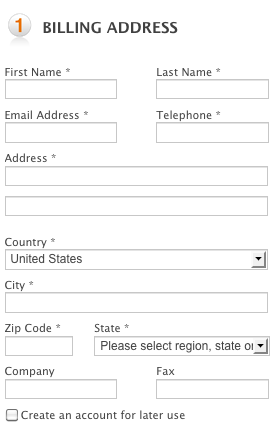 1 BILLING ADDRESS
First Name * Last Name *
Email Address * Telephone *
Address *
Country *
United States
City *
Zip Code * State *
Please select region, state or
Company Fax
Create an account for later use